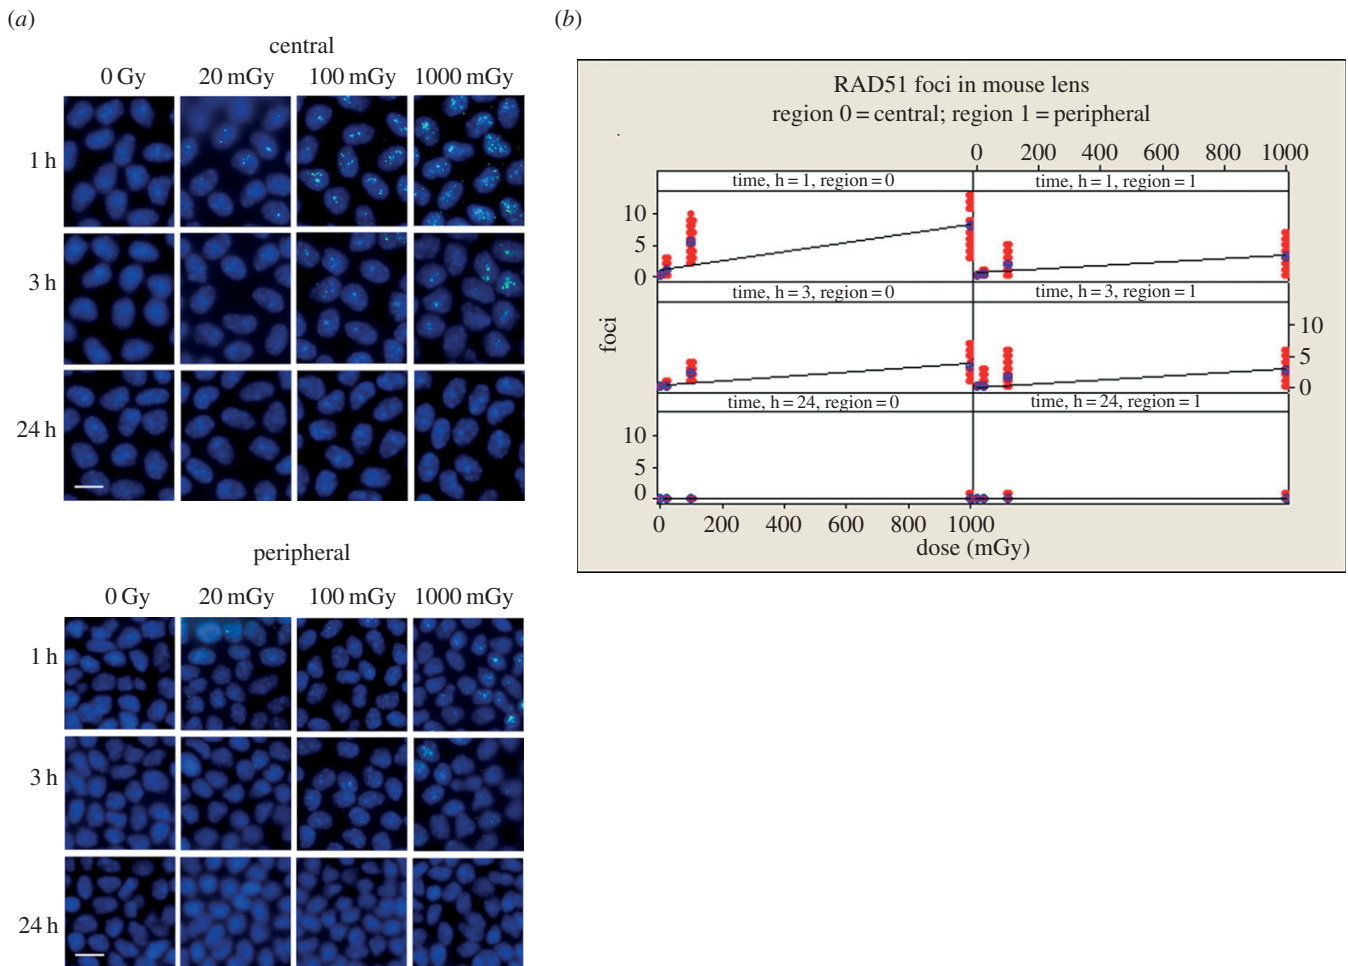 (a)
central
0 Gy 20 mGy 100 mGy 1000 mGy
1 h
3 h
24 h
peripheral
0 Gy 20 mGy 100 mGy 1000 mGy
1 h
3 h
24 h
(b)
RAD51 foci in mouse lens
region 0 = central; region 1 = peripheral
0 200 400 600 800 1000
time, h = 1, region = 0 time, h = 1, region = 1
10
5
0
time, h = 3, region = 0 time, h = 3, region = 1
foci
10
5
0
time, h = 24, region = 0 time, h = 24, region = 1
10
5
0
0 200 400 600 800 1000
dose (mGy)